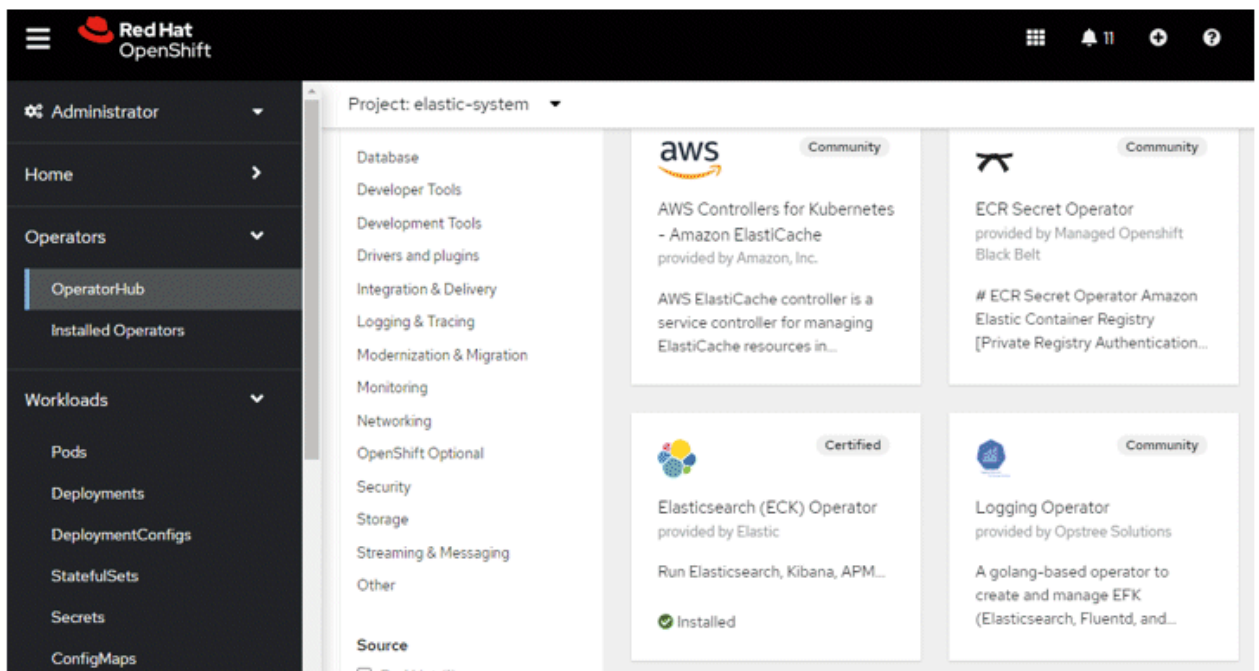 Red Hat
OpenShift
11
Administrator
Home
Operators
OperatorHub
Installed Operators
Workloads
Pods
Deployments
DeploymentConfigs
StatefulSets
Secrets
ConfigMaps
Project: elastic-system
Database
Developer Tools
Development Tools
Drivers and plugins
Integration & Delivery
Logging & Tracing
Modernization & Migration
Monitoring
Networking
OpenShift Optional
Security
Storage
Streaming & Messaging
Other
Source
aws
Community
AWS Controllers for Kubernetes
- Amazon ElastiCache
provided by Amazon, Inc.
AWS ElastiCache controller is a
service controller for managing
ElastiCache resources in...
Community
ECR Secret Operator
provided by Managed Openshift
Black Belt
# ECR Secret Operator Amazon
Elastic Container Registry
[Private Registry Authentication...
Certified
Elasticsearch (ECK) Operator
provided by Elastic
Run Elasticsearch, Kibana, APM...
Installed
Community
Logging Operator
provided by Opstree Solutions
A golang-based operator to
create and manage EFK
(Elasticsearch, Fluentd, and...